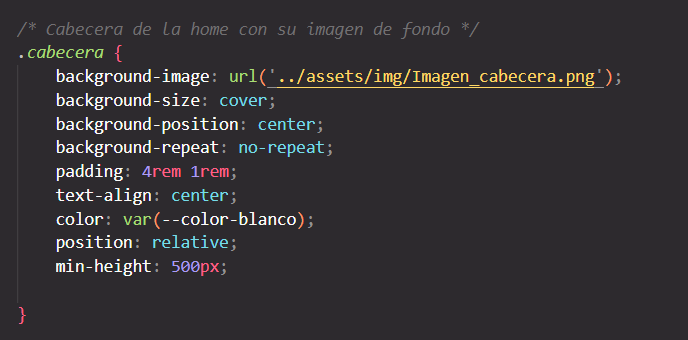 /* Cabecera de la home con su imagen de fondo */
.cabecera {
    background-image: url('../assets/img/Imagen_cabecera.png');
    background-size: cover;
    background-position: center;
    background-repeat: no-repeat;
    padding: 4rem 1rem;
    text-align: center;
    color: var(--color-blanco);
    position: relative;
    min-height: 500px;
}